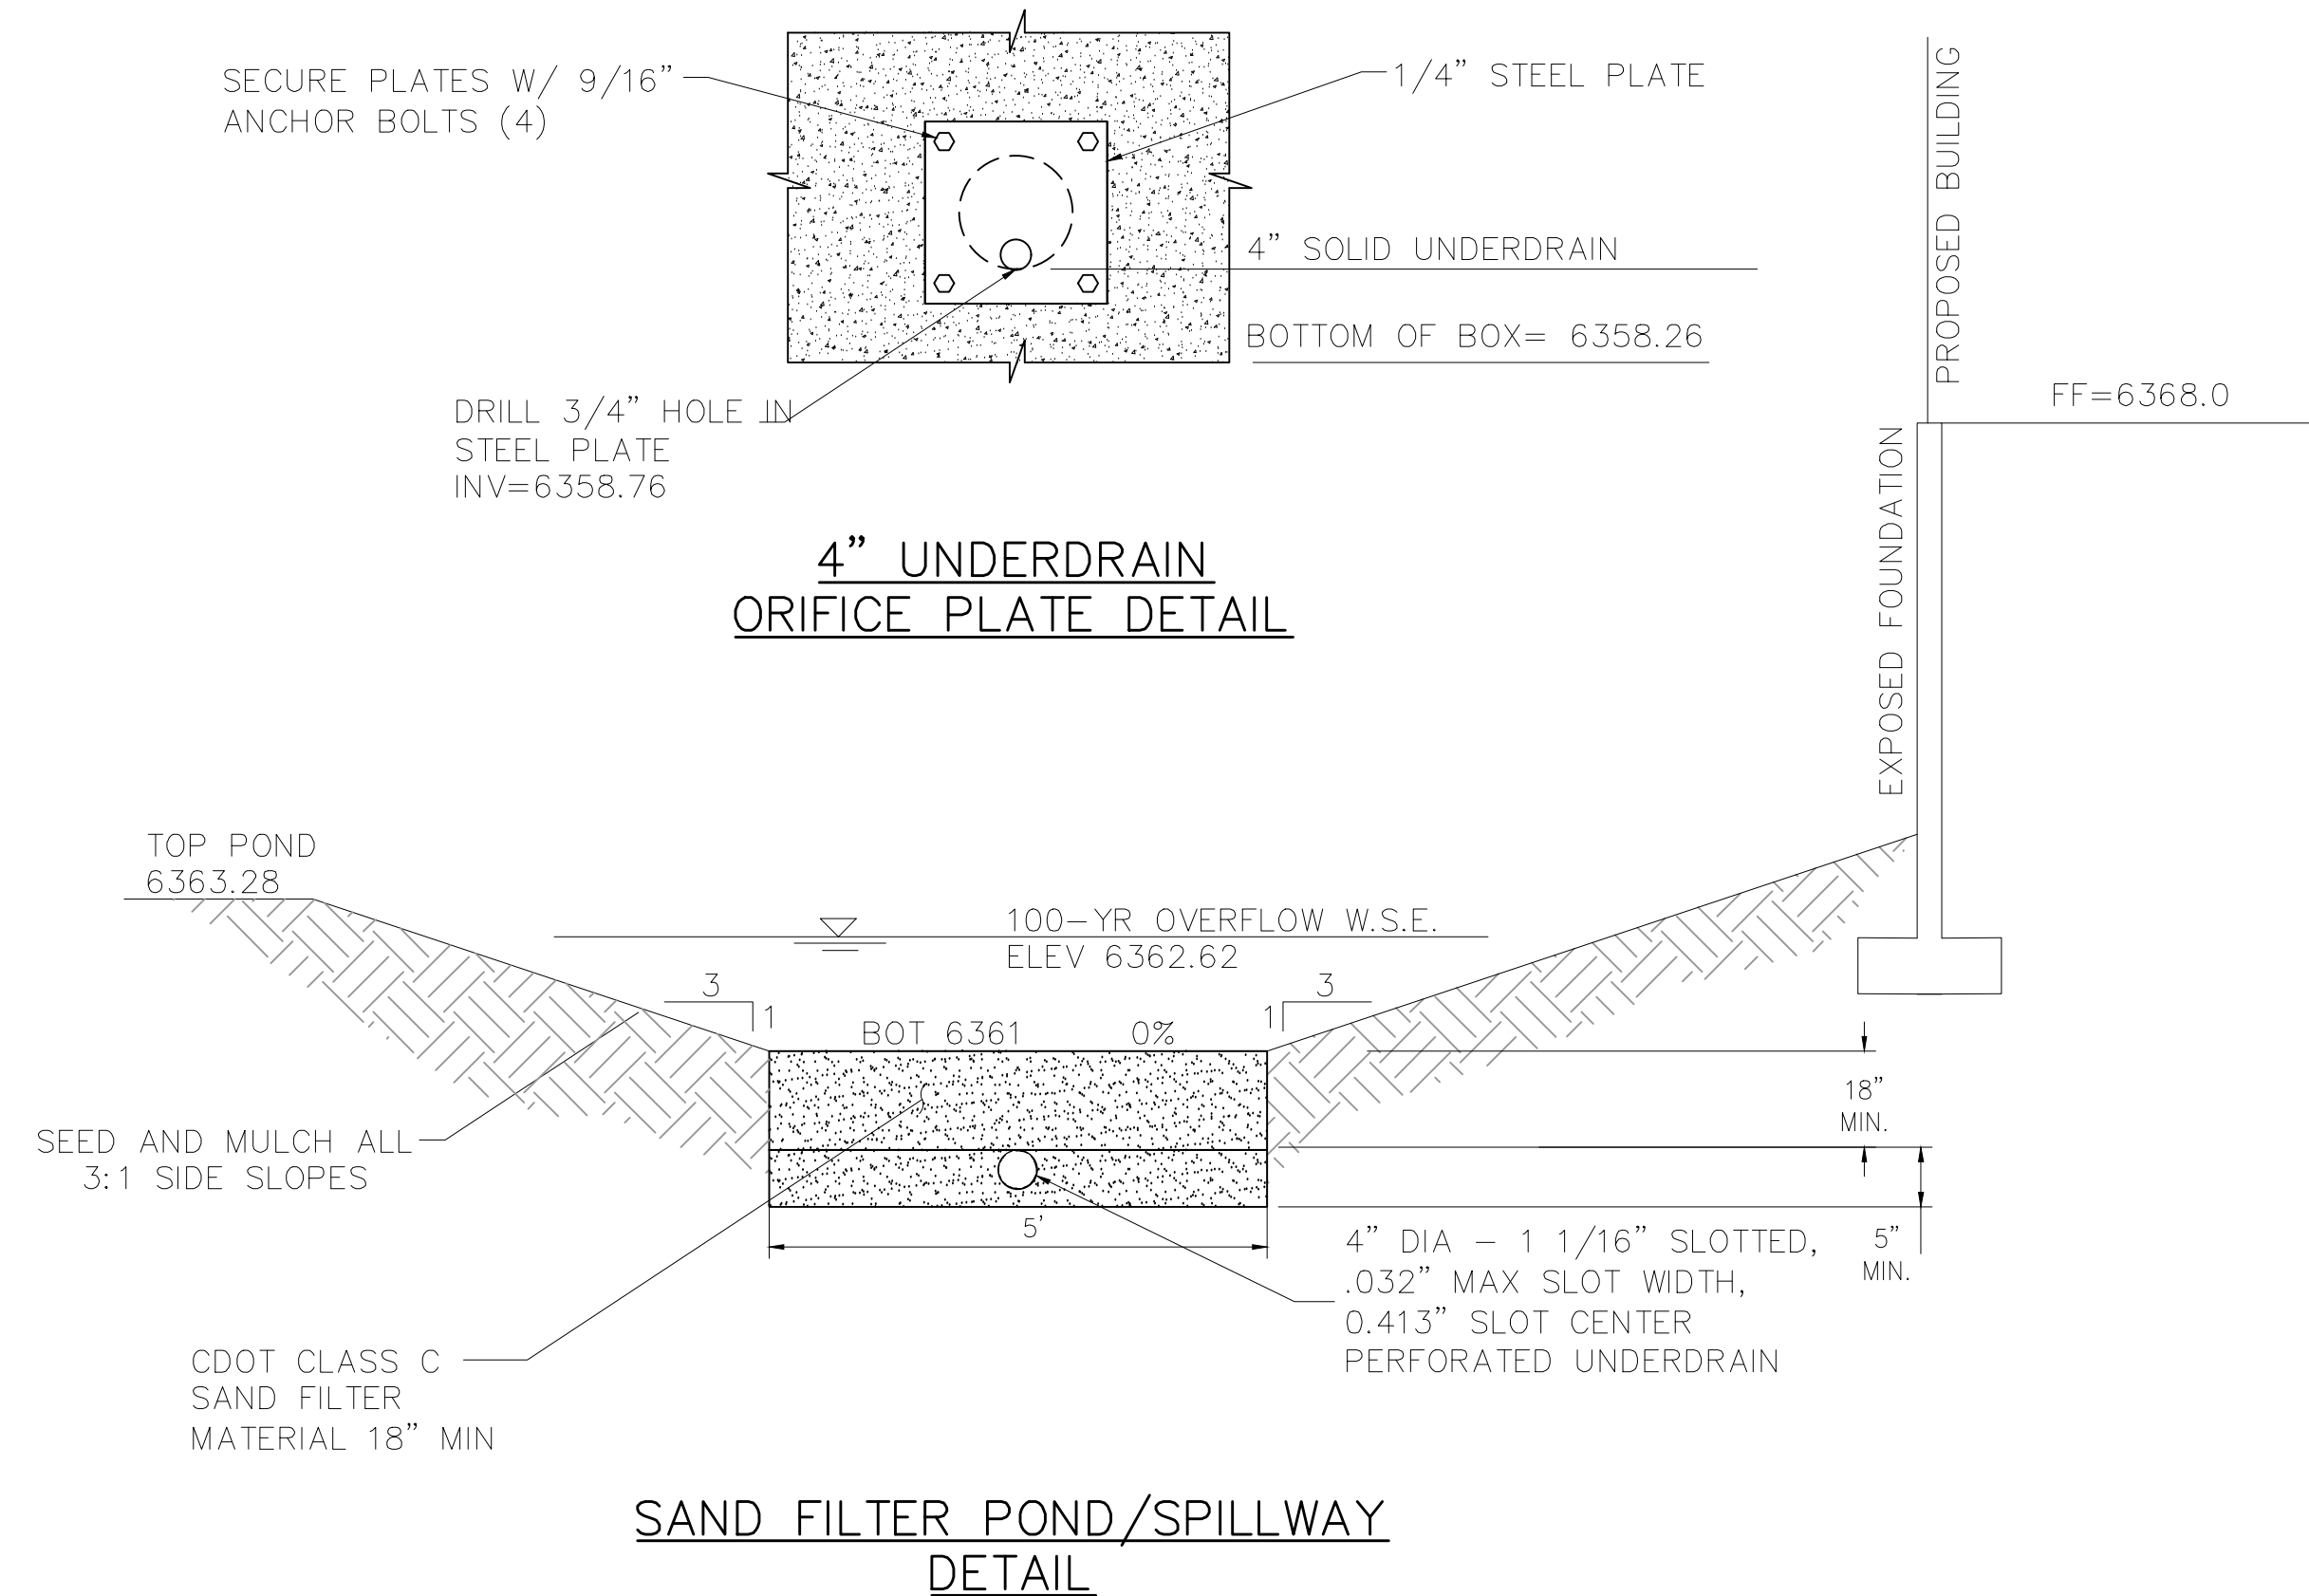 SECURE PLATES W/ 9/16"
ANCHOR BOLTS (4)
1/4" STEEL PLATE
4" SOLID UNDERDRAIN
BOTTOM OF BOX= 6358.26
DRILL 3/4" HOLE IN
STEEL PLATE
INV=6358.76
4" UNDERDRAIN
ORIFICE PLATE DETAIL
PROPOSED BUILDING
FF=6368.0
EXPOSED FOUNDATION
TOP POND
6363.28
100-YR OVERFLOW W.S.E.
ELEV 6362.62
3
1
BOT 6361 0%
1
3
18"
MIN.
SEED AND MULCH ALL
3:1 SIDE SLOPES
5'
5"
MIN.
4" DIA - 1 1/16" SLOTTED,
.032" MAX SLOT WIDTH,
0.413" SLOT CENTER
PERFORATED UNDERDRAIN
CDOT CLASS C
SAND FILTER
MATERIAL 18" MIN
SAND FILTER POND/SPILLWAY
DETAIL